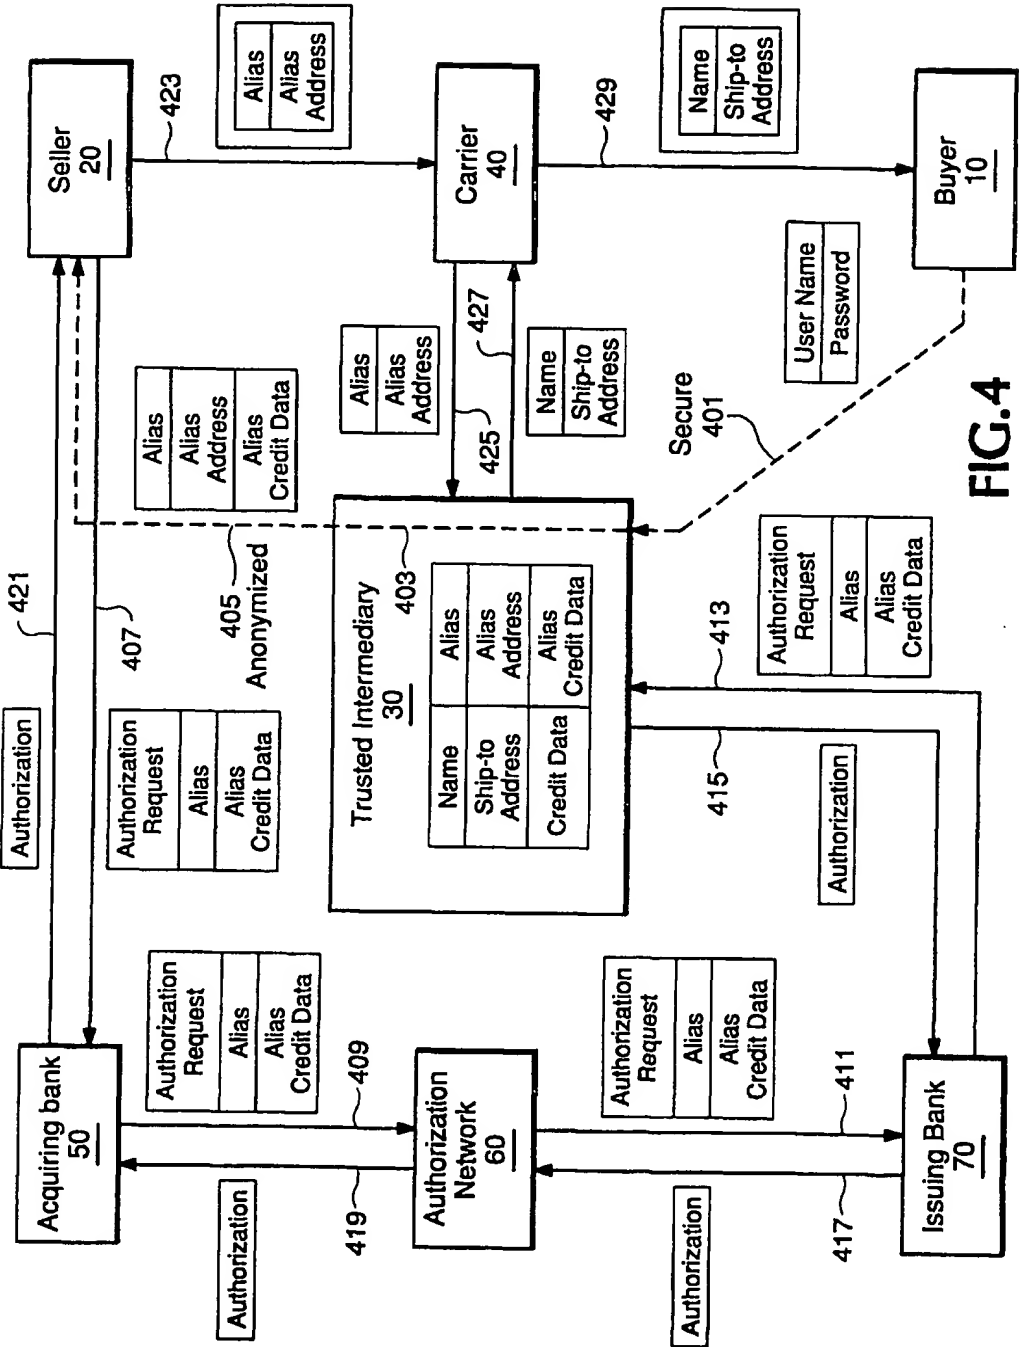 Acquiring bank
50
Authorization
421
407
Authorization
Request
Alias
Alias
Credit Data
405
Anonymized
Alias
Alias
Address
Alias
Credit Data
Seller
20
423
Alias
Alias
Address
Authorization
419
409
Authorization
Request
Alias
Alias
Credit Data
Authorization
Network
60
Trusted Intermediary
30
403
Name
Alias
Ship-to
Address
Alias
Address
Credit Data
Alias
Credit Data
Alias
Alias
Address
425
427
Name
Ship-to
Address
Carrier
40
429
Name
Ship-to
Address
Authorization
417
411
Authorization
Request
Alias
Alias
Credit Data
Issuing Bank
70
Authorization
415
413
Authorization
Request
Alias
Alias
Credit Data
Secure
401
User Name
Password
Buyer
10
FIG.4